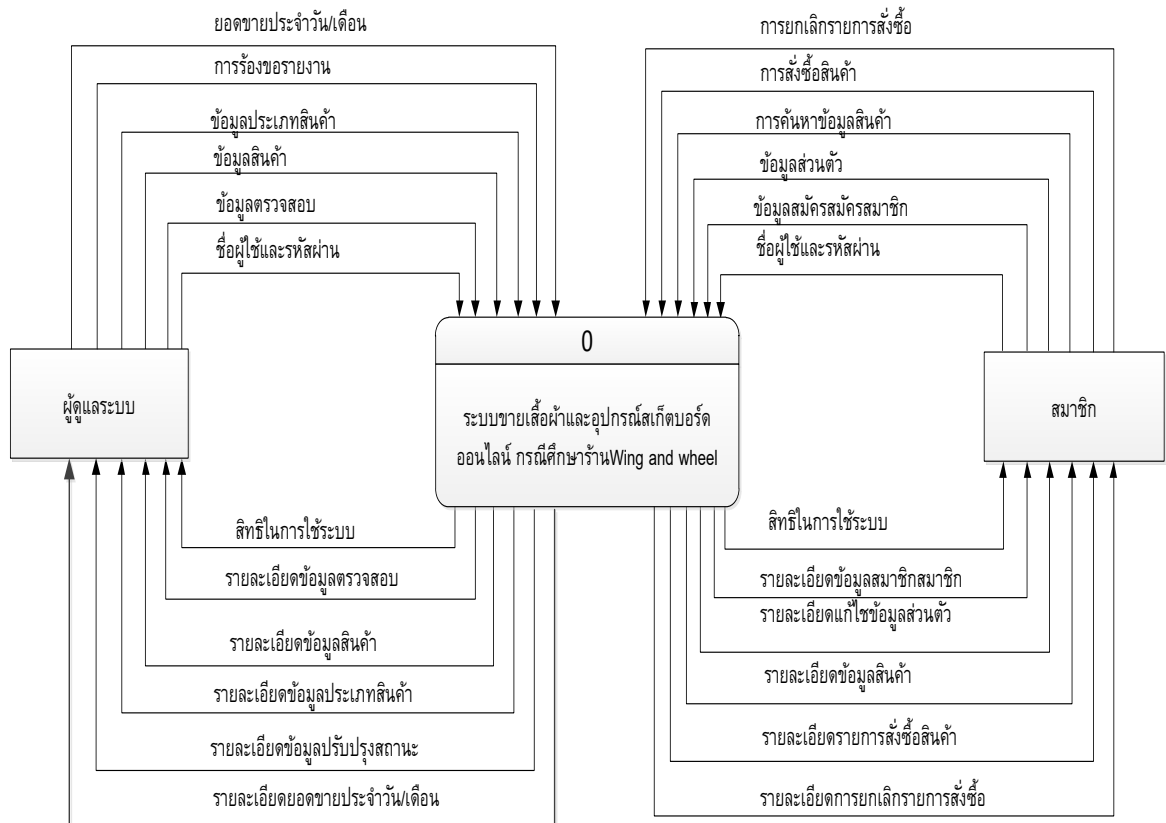 ยอดขายประจำวัน/เดือน
การร้องขอรายงาน
ข้อมูลประเภทสินค้า
ข้อมูลสินค้า
ข้อมูลตรวจสอบ
ชื่อผู้ใช้และรหัสผ่าน
การยกเลิกรายการสั่งซื้อ
การสั่งซื้อสินค้า
การค้นหาข้อมูลสินค้า
ข้อมูลส่วนตัว
ข้อมูลสมัครสมัครสมาชิก
ชื่อผู้ใช้และรหัสผ่าน
ผู้ดูแลระบบ
0
ระบบขายเสื้อผ้าและอุปกรณ์สเก็ตบอร์ด
ออนไลน์ กรณีศึกษาร้านWing and wheel
สมาชิก
สิทธิในการใช้ระบบ
รายละเอียดข้อมูลตรวจสอบ
รายละเอียดข้อมูลสินค้า
รายละเอียดข้อมูลประเภทสินค้า
รายละเอียดข้อมูลปรับปรุงสถานะ
รายละเอียดยอดขายประจำวัน/เดือน
สิทธิในการใช้ระบบ
รายละเอียดข้อมูลสมาชิกสมาชิก
รายละเอียดแก้ไชข้อมูลส่วนตัว
รายละเอียดข้อมูลสินค้า
รายละเอียดรายการสั่งซื้อสินค้า
รายละเอียดการยกเลิกรายการสั่งซื้อ